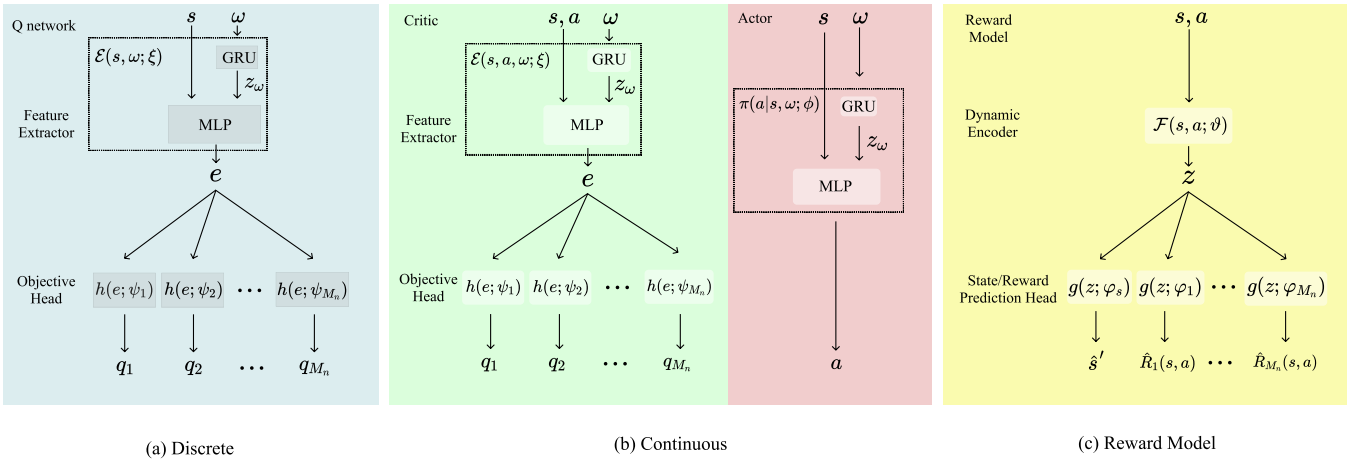 Q network
s
ω
ℰ(s, ω; ξ)
GRU
z_ω
Feature
Extractor
MLP
e
Objective
Head
h(e; ψ_1)
h(e; ψ_2)
⋯
h(e; ψ_{M_n})
q_1
q_2
⋯
q_{M_n}
(a) Discrete
Critic
s, a
ω
ℰ(s, a, ω; ξ)
GRU
z_ω
Feature
Extractor
MLP
e
Objective
Head
h(e; ψ_1)
h(e; ψ_2)
⋯
h(e; ψ_{M_n})
q_1
q_2
⋯
q_{M_n}
Actor
s
ω
π(a|s, ω; ϕ)
GRU
z_ω
MLP
a
(b) Continuous
Reward
Model
s, a
Dynamic
Encoder
ℱ(s, a; ϑ)
z
State/Reward
Prediction Head
g(z; φ_s)
g(z; φ_1)
⋯
g(z; φ_{M_n})
ŝ′
R̂_1(s, a)
⋯
R̂_{M_n}(s, a)
(c) Reward Model